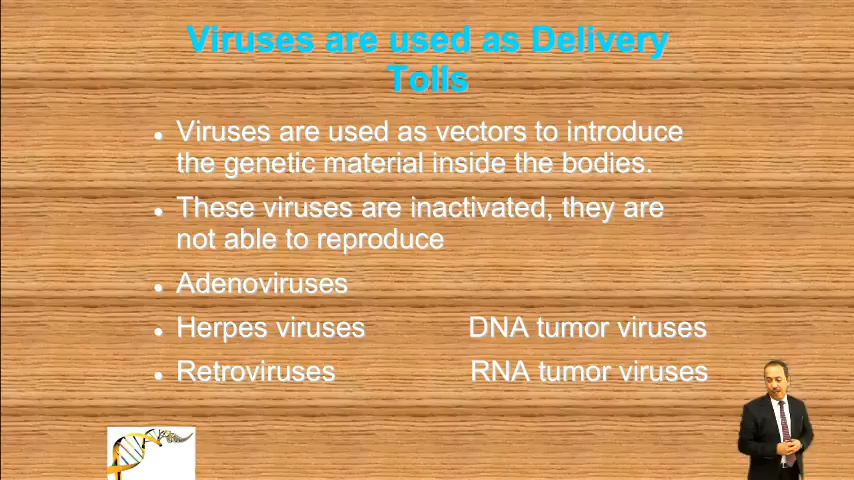 Viruses are used as Delivery
Tolls
Viruses are used as vectors to introduce
the genetic material inside the bodies.
These viruses are inactivated, they are
not able to reproduce
Adenoviruses
Herpes viruses DNA tumor viruses
Retroviruses RNA tumor viruses